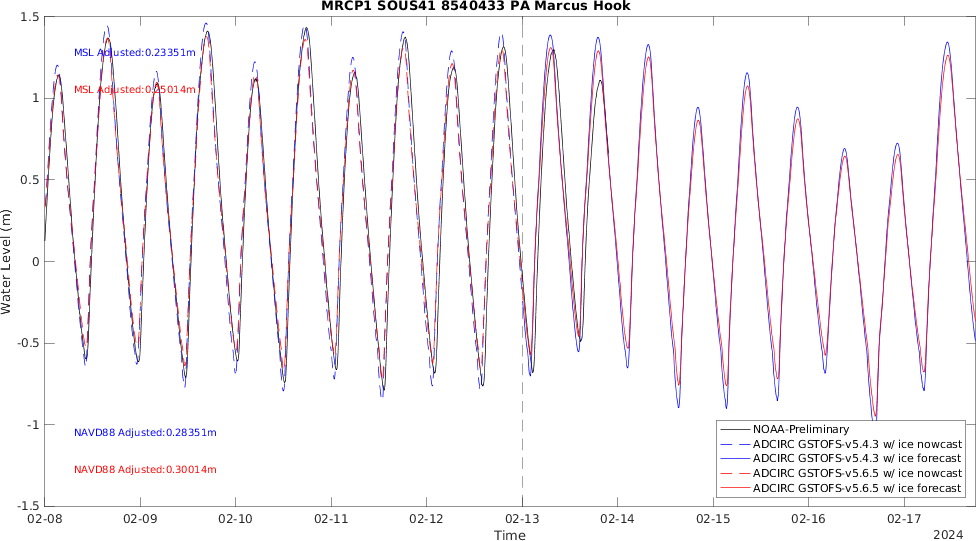 MRCP1 SOUS41 8540433 PA Marcus Hook
1.5
1
0.5
0
-0.5
-1
-1.5
Water Level (m)
MSL Adjusted:0.23351m
MSL Adjusted:0.25014m
NAVD88 Adjusted:0.28351m
NAVD88 Adjusted:0.30014m
NOAA-Preliminary
ADCIRC GSTOFS-v5.4.3 w/ ice nowcast
ADCIRC GSTOFS-v5.4.3 w/ ice forecast
ADCIRC GSTOFS-v5.6.5 w/ ice nowcast
ADCIRC GSTOFS-v5.6.5 w/ ice forecast
02-08 02-09 02-10 02-11 02-12 02-13 02-14 02-15 02-16 02-17
Time
2024